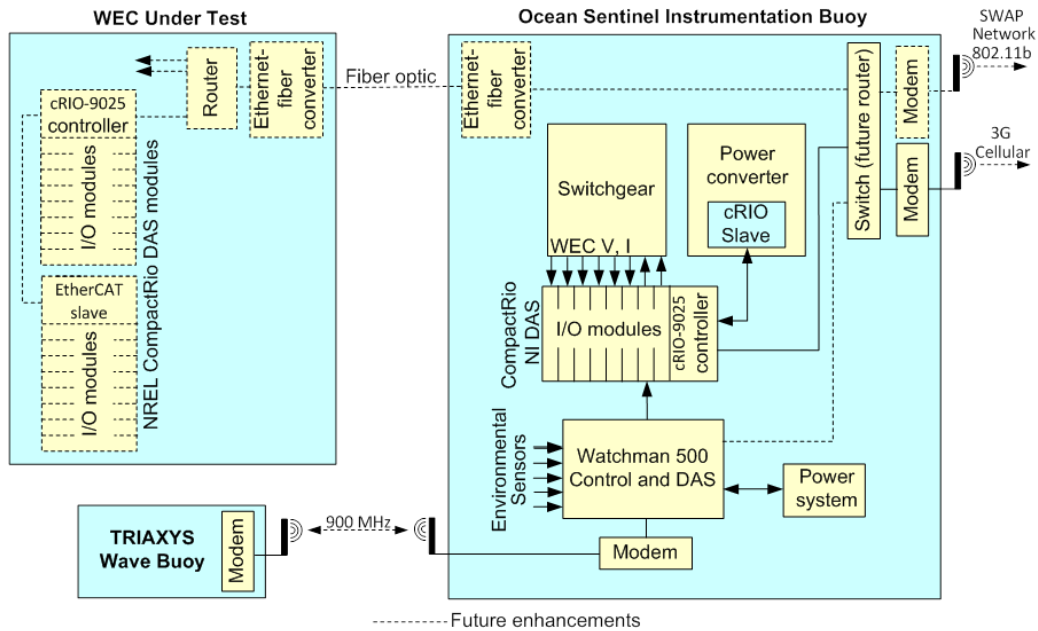 WEC Under Test
Ocean Sentinel Instrumentation Buoy
SWAP
Network
802.11b
Router
Ethernet-
fiber
converter
Fiber optic
Ethernet-
fiber
converter
Switch (future router)
Modem
3G
Cellular
Modem
cRIO-9025
controller
I/O modules
NREL CompactRio DAS modules
EtherCAT
slave
I/O modules
Switchgear
WEC V, I
Power
converter
cRIO
Slave
CompactRio
NI DAS
I/O modules
cRIO-9025
controller
Environmental
Sensors
Watchman 500
Control and DAS
Power
system
TRIAXYS
Wave Buoy
Modem
900 MHz
Modem
Future enhancements